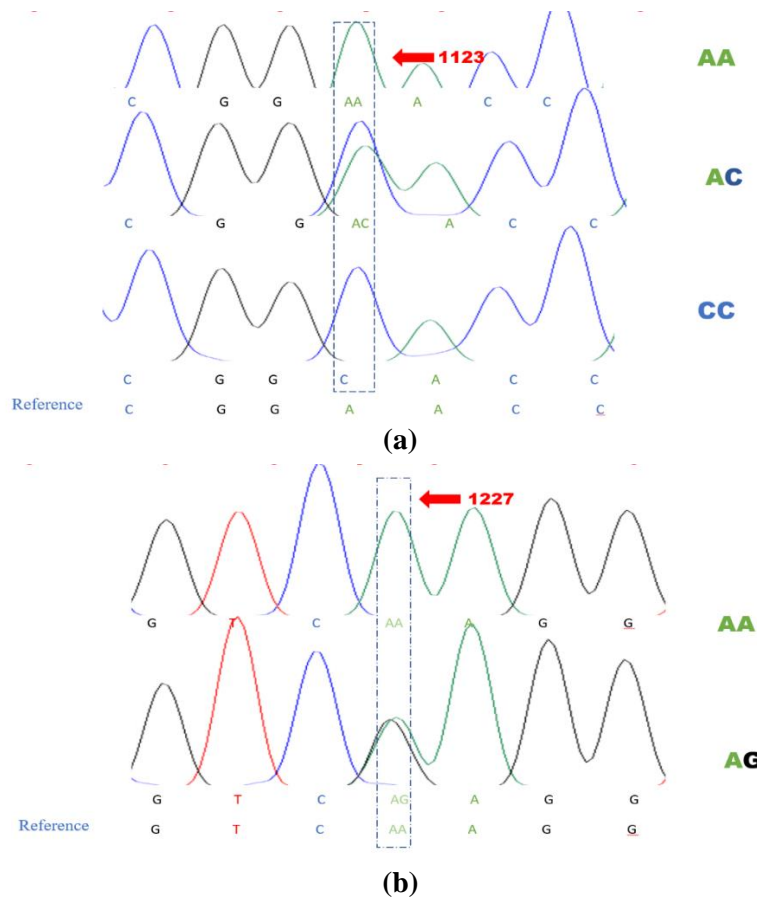 1123
AA
C G G AA A C C
AC
C G G AC A C C
CC
C G G C A C C
Reference C G G A A C C
(a)
1227
G T C AA A G G
AA
AG
G T C AG A G G
Reference G T C AA A G G
(b)